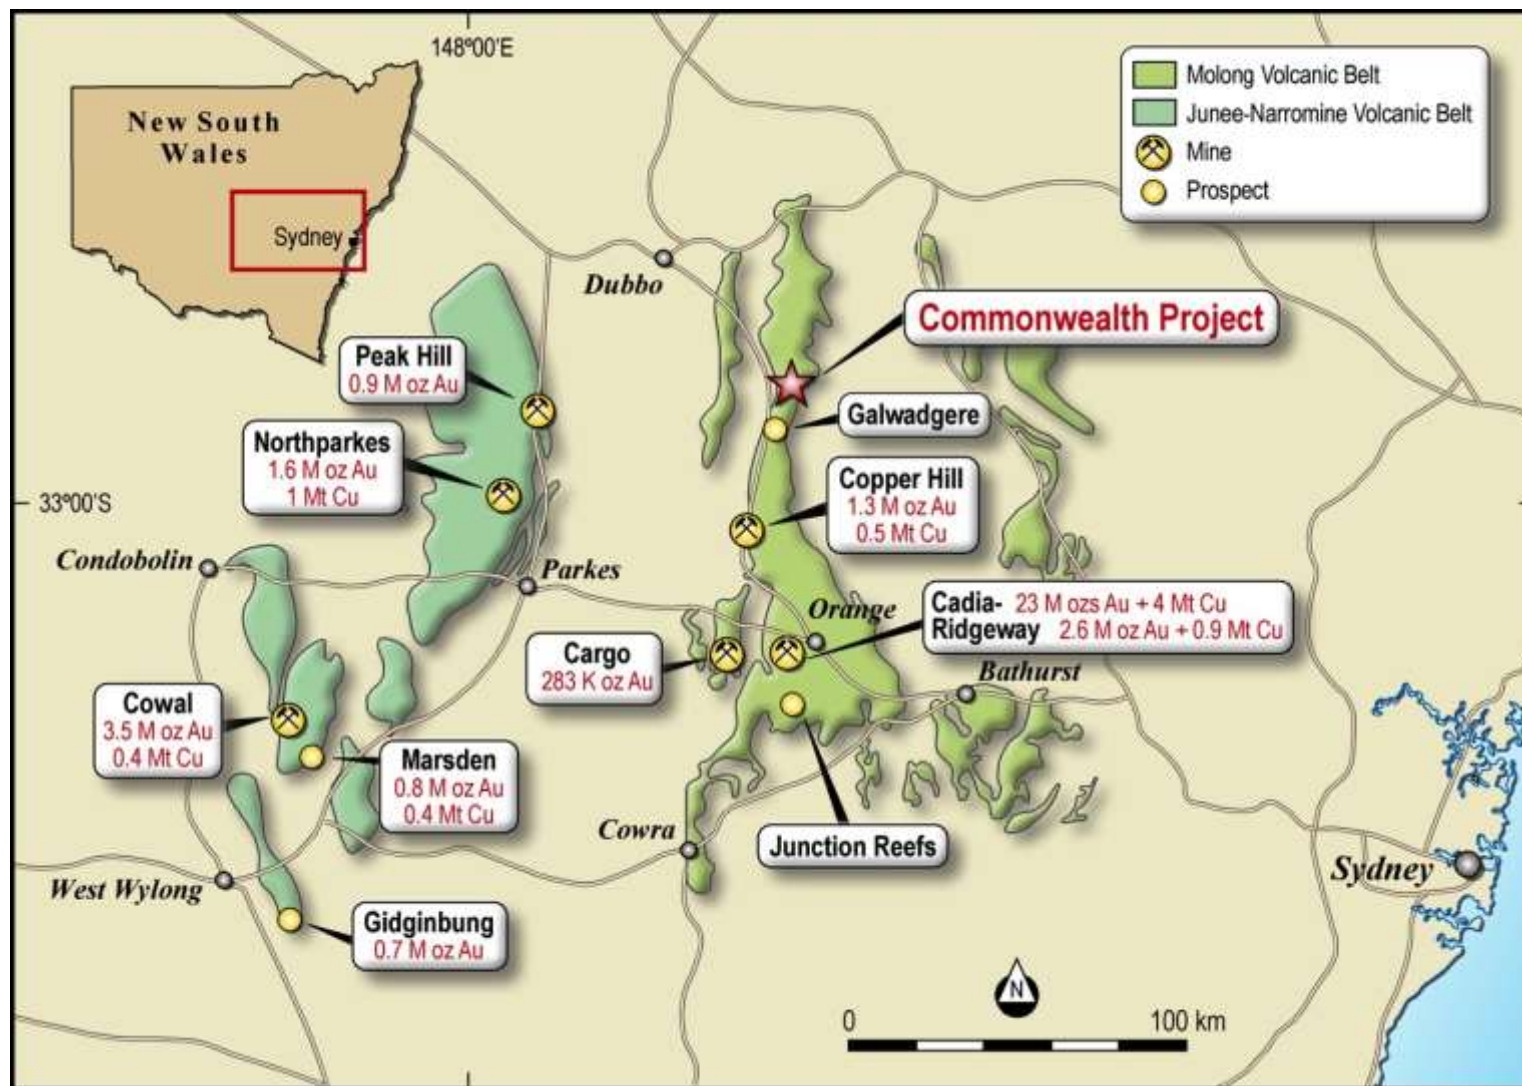 148°00'E
New South
Wales
Sydney
Molong Volcanic Belt
Junee-Narromine Volcanic Belt
Mine
Prospect
Dubbo
Commonwealth Project
Peak Hill
0.9 M oz Au
Galwadgere
Northparkes
1.6 M oz Au
1 Mt Cu
Copper Hill
1.3 M oz Au
0.5 Mt Cu
33°00'S
Condobolin
Parkes
Orange
Cadia- 23 M ozs Au + 4 Mt Cu
Ridgeway 2.6 M oz Au + 0.9 Mt Cu
Cargo
283 K oz Au
Bathurst
Cowal
3.5 M oz Au
0.4 Mt Cu
Marsden
0.8 M oz Au
0.4 Mt Cu
Cowra
Junction Reefs
Sydney
West Wylong
Gidginbung
0.7 M oz Au
N
0 100 km